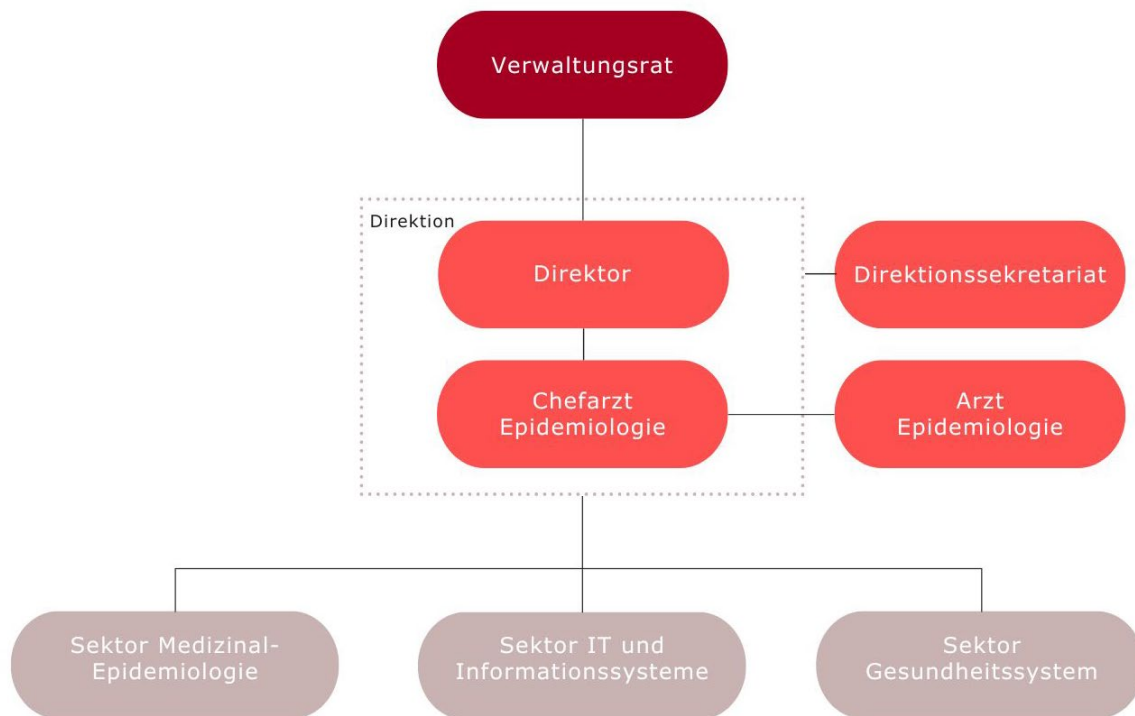 Verwaltungsrat
Direktion
Direktor
Direktionssekretariat
Chefarzt
Epidemiologie
Arzt
Epidemiologie
Sektor Medizinal-
Epidemiologie
Sektor IT und
Informationssysteme
Sektor
Gesundheitssystem